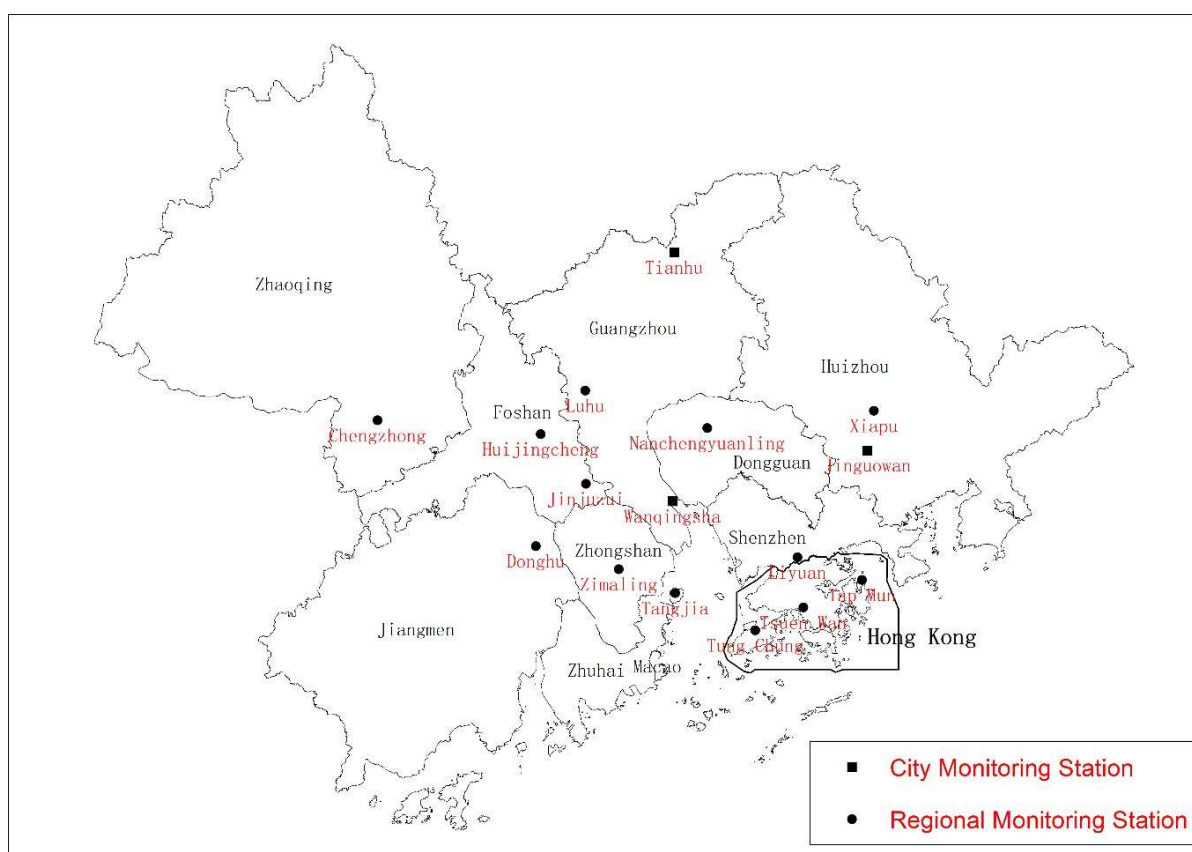 Tianhu
Zhaoqing
Guangzhou
Huizhou
Luhu
Foshan
Xiapu
Chengzhong
Huijingcheng
Nanchengyuanling
Dongguan
Jinguowan
Jinjuzui
Wanqingsha
Shenzhen
Donghu
Zhongshan
Zimaling
Liyuan
Tap Mun
Tangjia
Tsuen Wan
Jiangmen
Hong Kong
Tung Chung
Zhuhai
Macao
City Monitoring Station
Regional Monitoring Station